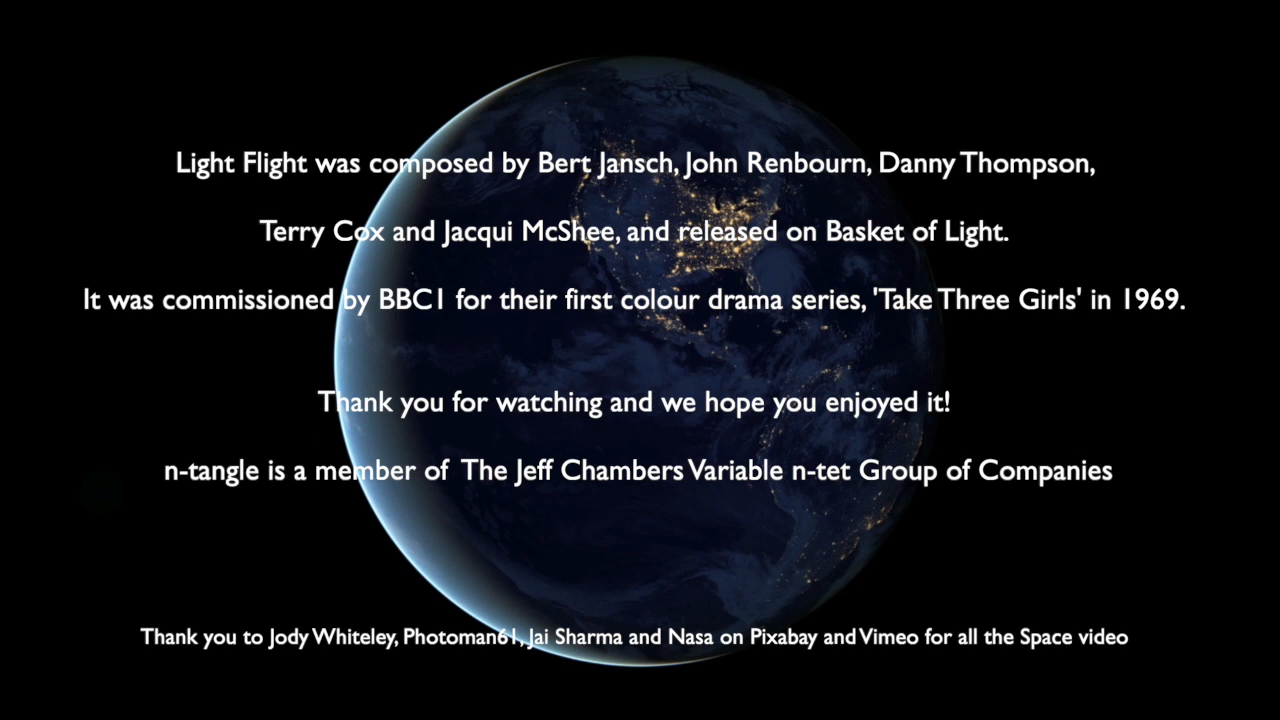 Light Flight was composed by Bert Jansch, John Renbourn, Danny Thompson,
Terry Cox and Jacqui McShee, and released on Basket of Light.
It was commissioned by BBC1 for their first colour drama series, 'Take Three Girls' in 1969.
Thank you for watching and we hope you enjoyed it!
n-tangle is a member of The Jeff Chambers Variable n-tet Group of Companies
Thank you to Jody Whiteley, Photoman61, Jai Sharma and Nasa on Pixabay and Vimeo for all the Space video